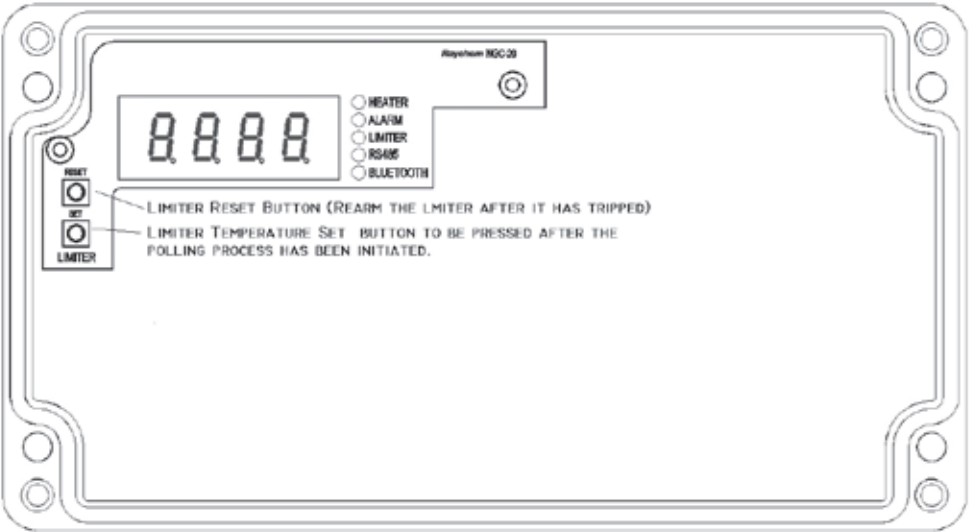 Raychem NGC-20
8.8.8.8.
HEATER
ALARM
LIMITER
RS485
BLUETOOTH
RESET
LIMITER RESET BUTTON (REARM THE LMITER AFTER IT HAS TRIPPED)
SET
LIMITER TEMPERATURE SET BUTTON TO BE PRESSED AFTER THE
POLLING PROCESS HAS BEEN INITIATED.
LIMITER